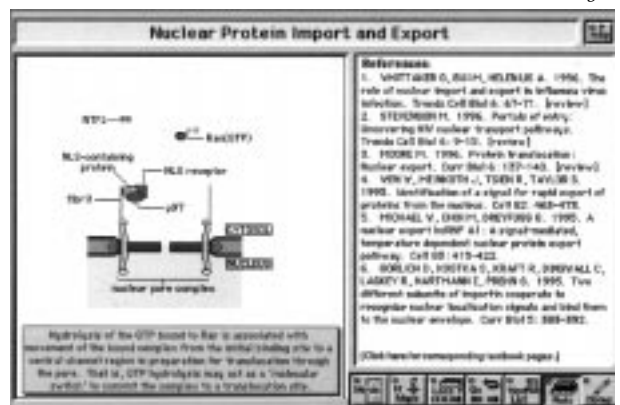 Nuclear Protein Import and Export
NTF2
Ran(GTP)
NLS-containing
protein
NLS receptor
fibril
p97
CYTOSOL
NUCLEUS
nuclear pore complex
Hydrolysis of the GTP bound to Ran is associated with
movement of the bound complex from the initial binding site to a
central channel region in preparation for translocation through
the pore. That is, GTP hydrolysis may act as a "molecular
switch" to commit the complex to a translocation site.
References
1. WHITTAKER G, BUI M, HELENIUS A. 1996. The
role of nuclear import and export in influenza virus
infection. Trends Cell Biol 6: 67-71. [review]
2. STEVENSON M. 1996. Portals of entry:
Uncovering HIV nuclear transport pathways.
Trends Cell Biol 6: 9-15. [review]
3. MOORE M. 1996. Protein translocation:
Nuclear export. Curr Biol 6: 137-140. [review]
4. WEN W, MEINKOTH J, TSIEN R, TAYLOR S.
1995. Identification of a signal for rapid export of
proteins from the nucleus. Cell 82: 463-473.
5. MICHAEL W, CHOI M, DREYFUSS G. 1995. A
nuclear export in hnRNP A1: a signal-mediated,
temperature dependent nuclear protein export
pathway. Cell 83: 415-422.
6. GORLICH D, KOSTKA S, KRAFT R, DINGWALL C,
LASKEY R, HARTMANN E, PREHN S. 1995. Two
different subunits of importin cooperate to
recognize nuclear localization signals and bind them
to the nuclear envelope. Curr Biol 5: 383-392.
(Click here for corresponding textbook pages.)